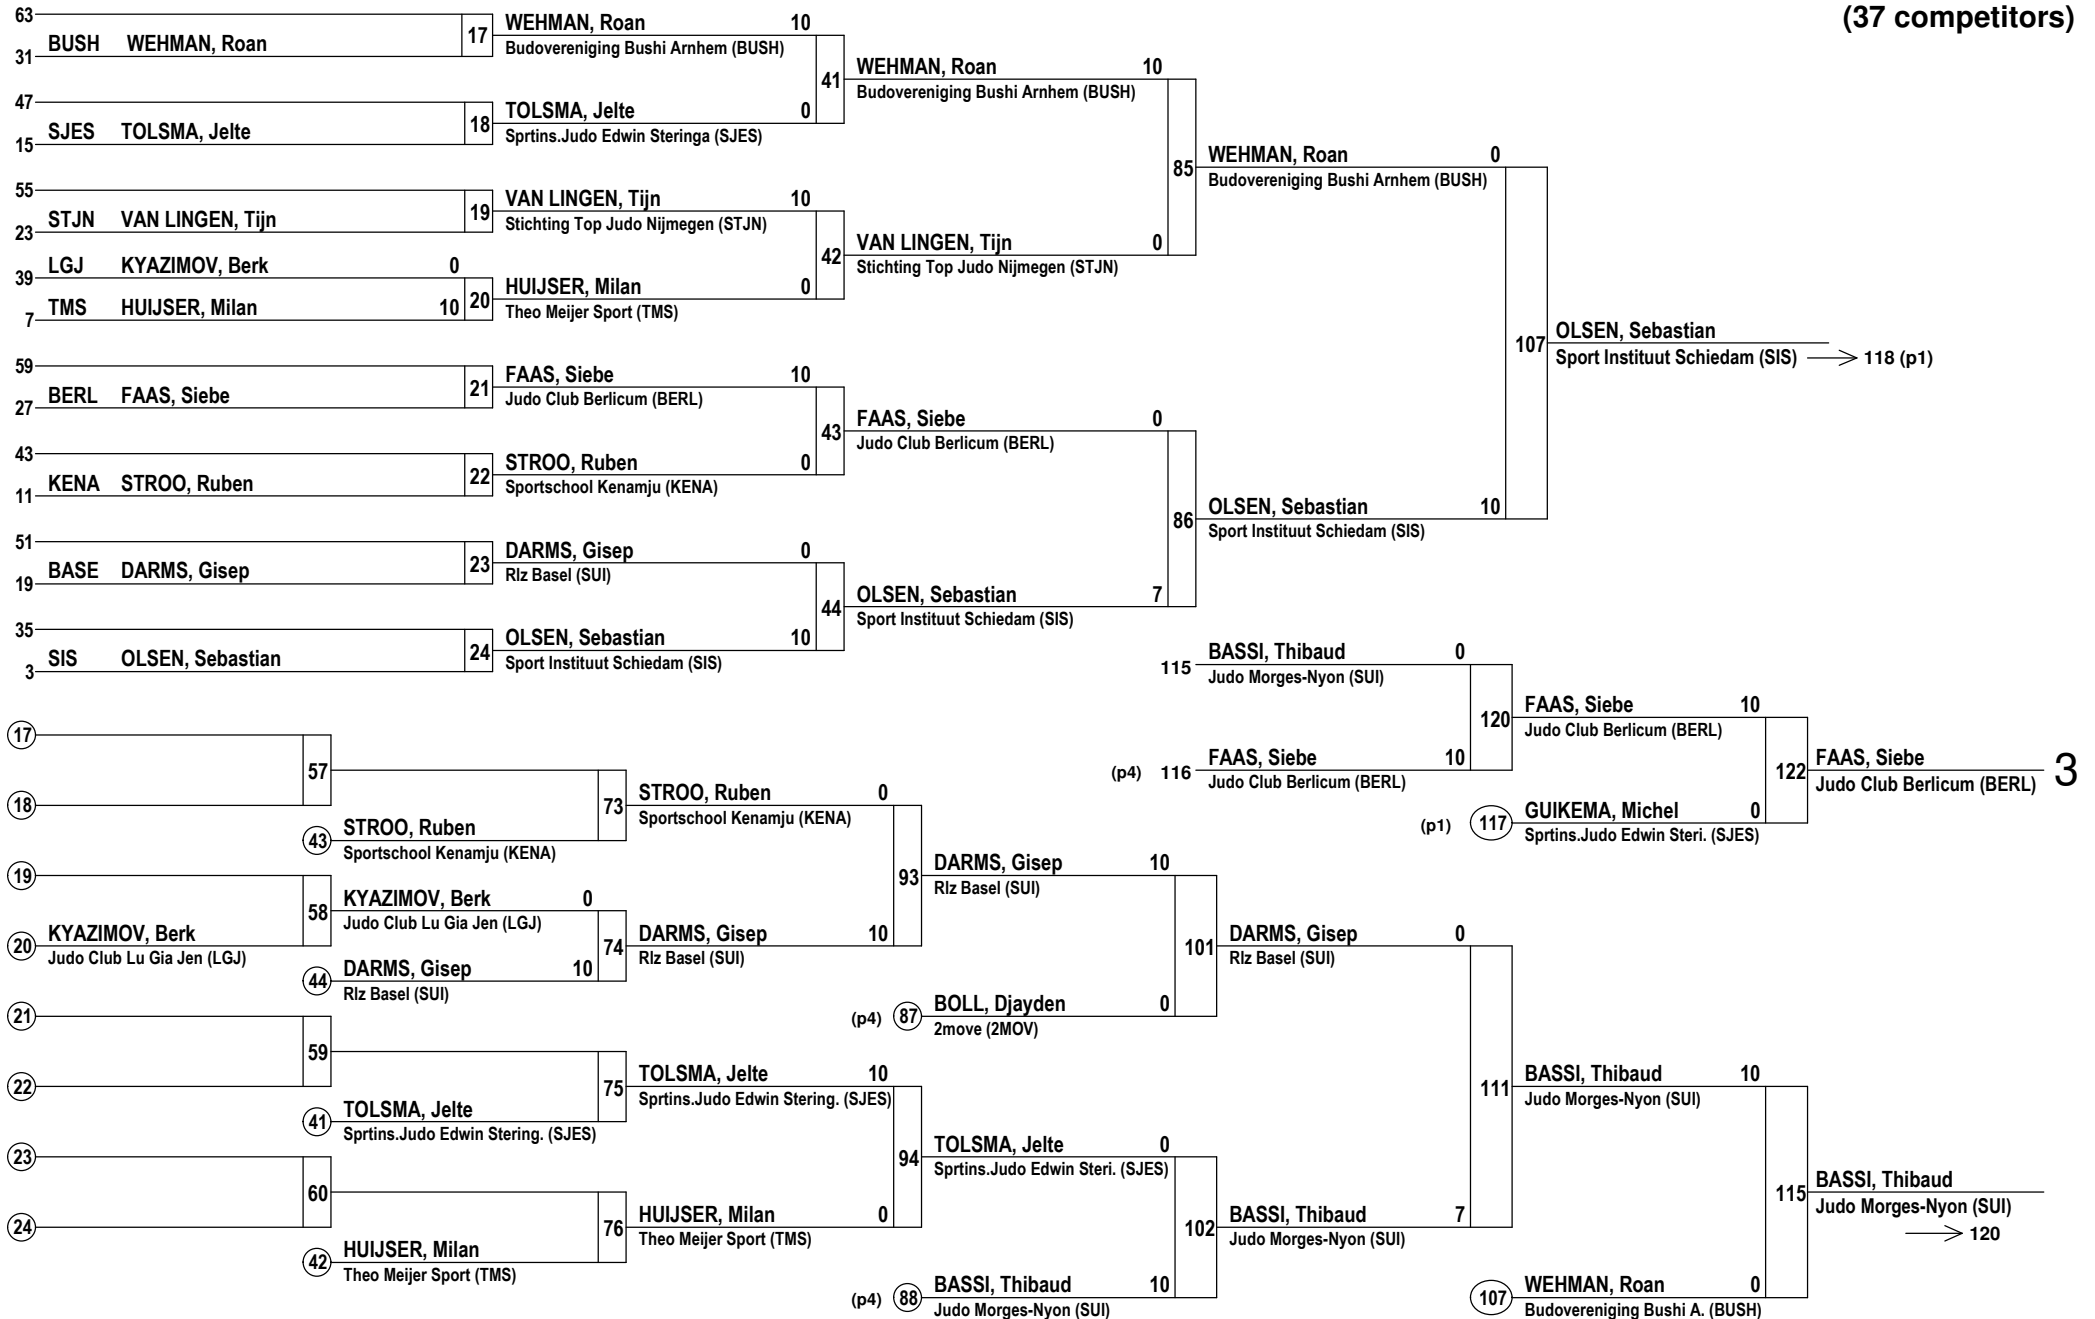 (37 competitors)
63
BUSH WEHMAN, Roan
31
17
WEHMAN, Roan 10
Budovereniging Bushi Arnhem (BUSH)
47
SJES TOLSMA, Jelte
15
18
TOLSMA, Jelte 0
Sprtins.Judo Edwin Steringa (SJES)
41
WEHMAN, Roan 10
Budovereniging Bushi Arnhem (BUSH)
55
STJN VAN LINGEN, Tijn
23
19
VAN LINGEN, Tijn 10
Stichting Top Judo Nijmegen (STJN)
LGJ KYAZIMOV, Berk 0
39
TMS HUIJSER, Milan 10
7
20
HUIJSER, Milan 0
Theo Meijer Sport (TMS)
42
VAN LINGEN, Tijn 0
Stichting Top Judo Nijmegen (STJN)
85
WEHMAN, Roan 0
Budovereniging Bushi Arnhem (BUSH)
59
BERL FAAS, Siebe
27
21
FAAS, Siebe 10
Judo Club Berlicum (BERL)
43
KENA STROO, Ruben
11
22
STROO, Ruben 0
Sportschool Kenamju (KENA)
43
FAAS, Siebe 0
Judo Club Berlicum (BERL)
51
BASE DARMS, Gisep
19
23
DARMS, Gisep 0
Rlz Basel (SUI)
35
SIS OLSEN, Sebastian
3
24
OLSEN, Sebastian 10
Sport Instituut Schiedam (SIS)
44
OLSEN, Sebastian 7
Sport Instituut Schiedam (SIS)
86
OLSEN, Sebastian 10
Sport Instituut Schiedam (SIS)
107
OLSEN, Sebastian
Sport Instituut Schiedam (SIS) 118 (p1)
115
BASSI, Thibaud 0
Judo Morges-Nyon (SUI)
(p4) 116
FAAS, Siebe 10
Judo Club Berlicum (BERL)
120
FAAS, Siebe 10
Judo Club Berlicum (BERL)
(p1) 117
GUIKEMA, Michel 0
Sprtins.Judo Edwin Steri. (SJES)
122
FAAS, Siebe
Judo Club Berlicum (BERL)
3
17
18
57
43
STROO, Ruben
Sportschool Kenamju (KENA)
73
STROO, Ruben 0
Sportschool Kenamju (KENA)
19
20
KYAZIMOV, Berk
Judo Club Lu Gia Jen (LGJ)
58
KYAZIMOV, Berk 0
Judo Club Lu Gia Jen (LGJ)
44
DARMS, Gisep 10
Rlz Basel (SUI)
74
DARMS, Gisep 10
Rlz Basel (SUI)
93
DARMS, Gisep 10
Rlz Basel (SUI)
(p4) 87
BOLL, Djayden 0
2move (2MOV)
101
DARMS, Gisep 0
Rlz Basel (SUI)
21
22
59
41
TOLSMA, Jelte
Sprtins.Judo Edwin Stering. (SJES)
75
TOLSMA, Jelte 10
Sprtins.Judo Edwin Stering. (SJES)
23
24
60
42
HUIJSER, Milan
Theo Meijer Sport (TMS)
76
HUIJSER, Milan 0
Theo Meijer Sport (TMS)
94
TOLSMA, Jelte 0
Sprtins.Judo Edwin Steri. (SJES)
(p4) 88
BASSI, Thibaud 10
Judo Morges-Nyon (SUI)
102
BASSI, Thibaud 7
Judo Morges-Nyon (SUI)
111
BASSI, Thibaud 10
Judo Morges-Nyon (SUI)
107
WEHMAN, Roan 0
Budovereniging Bushi A. (BUSH)
115
BASSI, Thibaud
Judo Morges-Nyon (SUI)
120